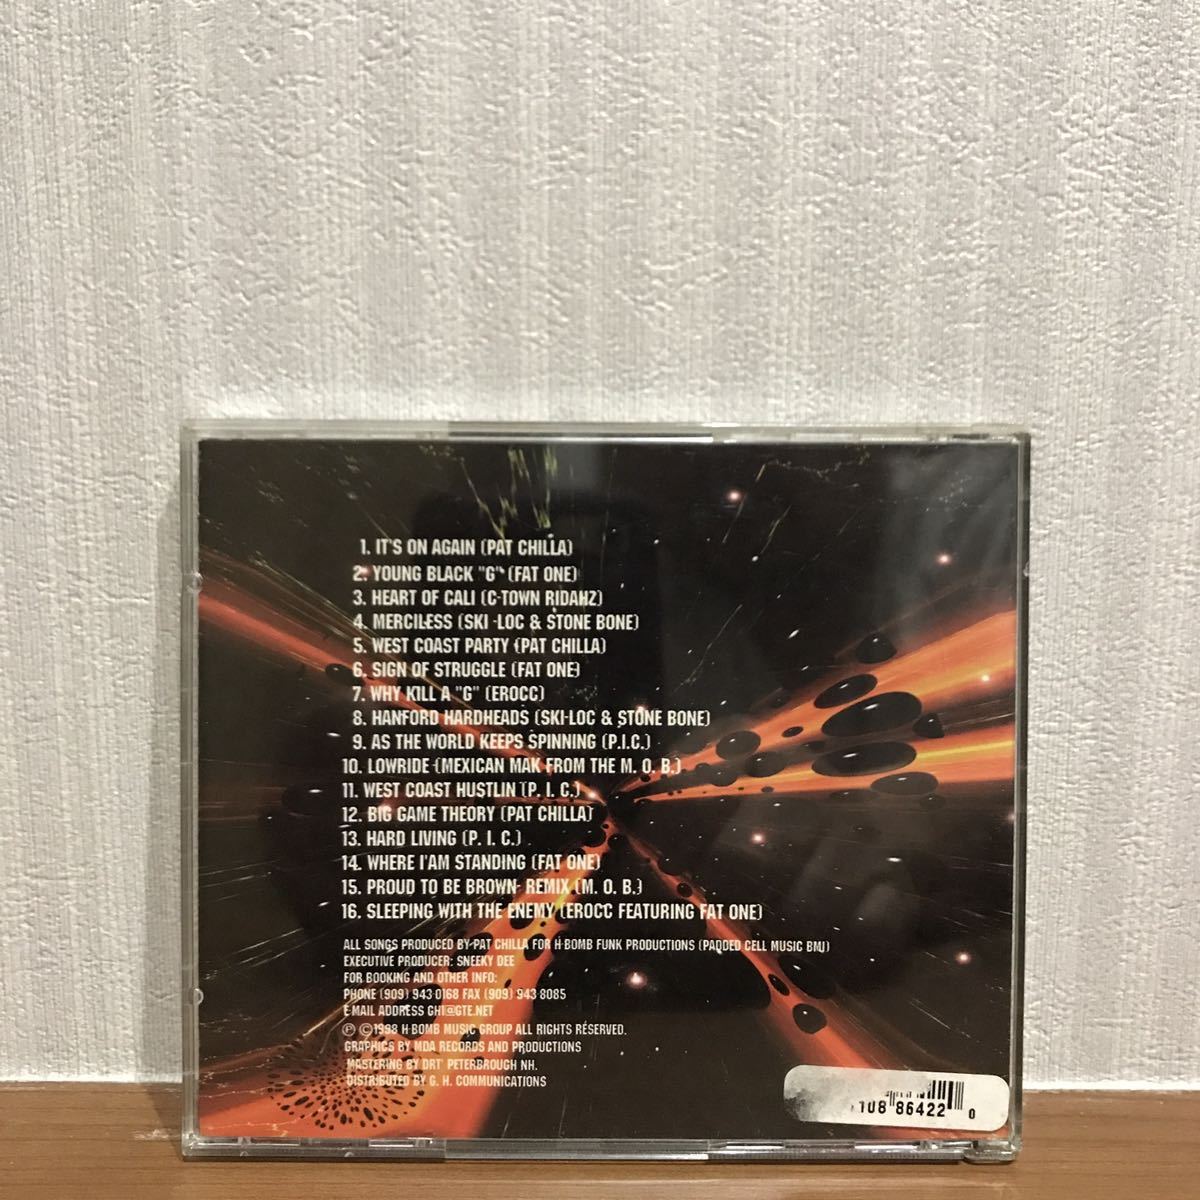 1. IT'S ON AGAIN (PAT CHILLA)
2. YOUNG BLACK "G" (FAT ONE)
3. HEART OF CALI (C-TOWN RIDAHZ)
4. MERCILESS (SKI-LOC & STONE BONE)
5. WEST COAST PARTY (PAT CHILLA)
6. SIGN OF STRUGGLE (FAT ONE)
7. WHY KILL A "G" (EROCC)
8. HANFORD HARDHEADS (SKI-LOC & STONE BONE)
9. AS THE WORLD KEEPS SPINNING (P.I.C.)
10. LOWRIDE (MEXICAN MAK FROM THE M. O. B.)
11. WEST COAST HUSTLIN (P. I. C.)
12. BIG GAME THEORY (PAT CHILLA)
13. HARD LIVING (P. I. C.)
14. WHERE I'AM STANDING (FAT ONE)
15. PROUD TO BE BROWN- REMIX (M. O. B.)
16. SLEEPING WITH THE ENEMY (EROCC FEATURING FAT ONE)
ALL SONGS PRODUCED BY PAT CHILLA FOR H-BOMB FUNK PRODUCTIONS (PADDED CELL MUSIC BMI)
EXECUTIVE PRODUCER: SNEEKY DEE
FOR BOOKING AND OTHER INFO:
PHONE (909) 943 0168 FAX (909) 943 8085
E-MAIL ADDRESS GHI@GTE.NET
℗ ©1998 H-BOMB MUSIC GROUP ALL RIGHTS RESERVED.
GRAPHICS BY MDA RECORDS AND PRODUCTIONS
MASTERING BY DRT PETERBROUGH NH.
DISTRIBUTED BY G. H. COMMUNICATIONS
108 86422 0